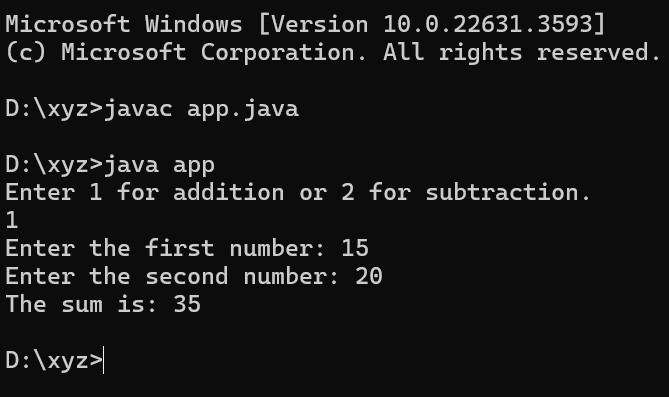 Microsoft Windows [Version 10.0.22631.3593]
(c) Microsoft Corporation. All rights reserved.
D:\xyz>javac app.java
D:\xyz>java app
Enter 1 for addition or 2 for subtraction.
1
Enter the first number: 15
Enter the second number: 20
The sum is: 35
D:\xyz>